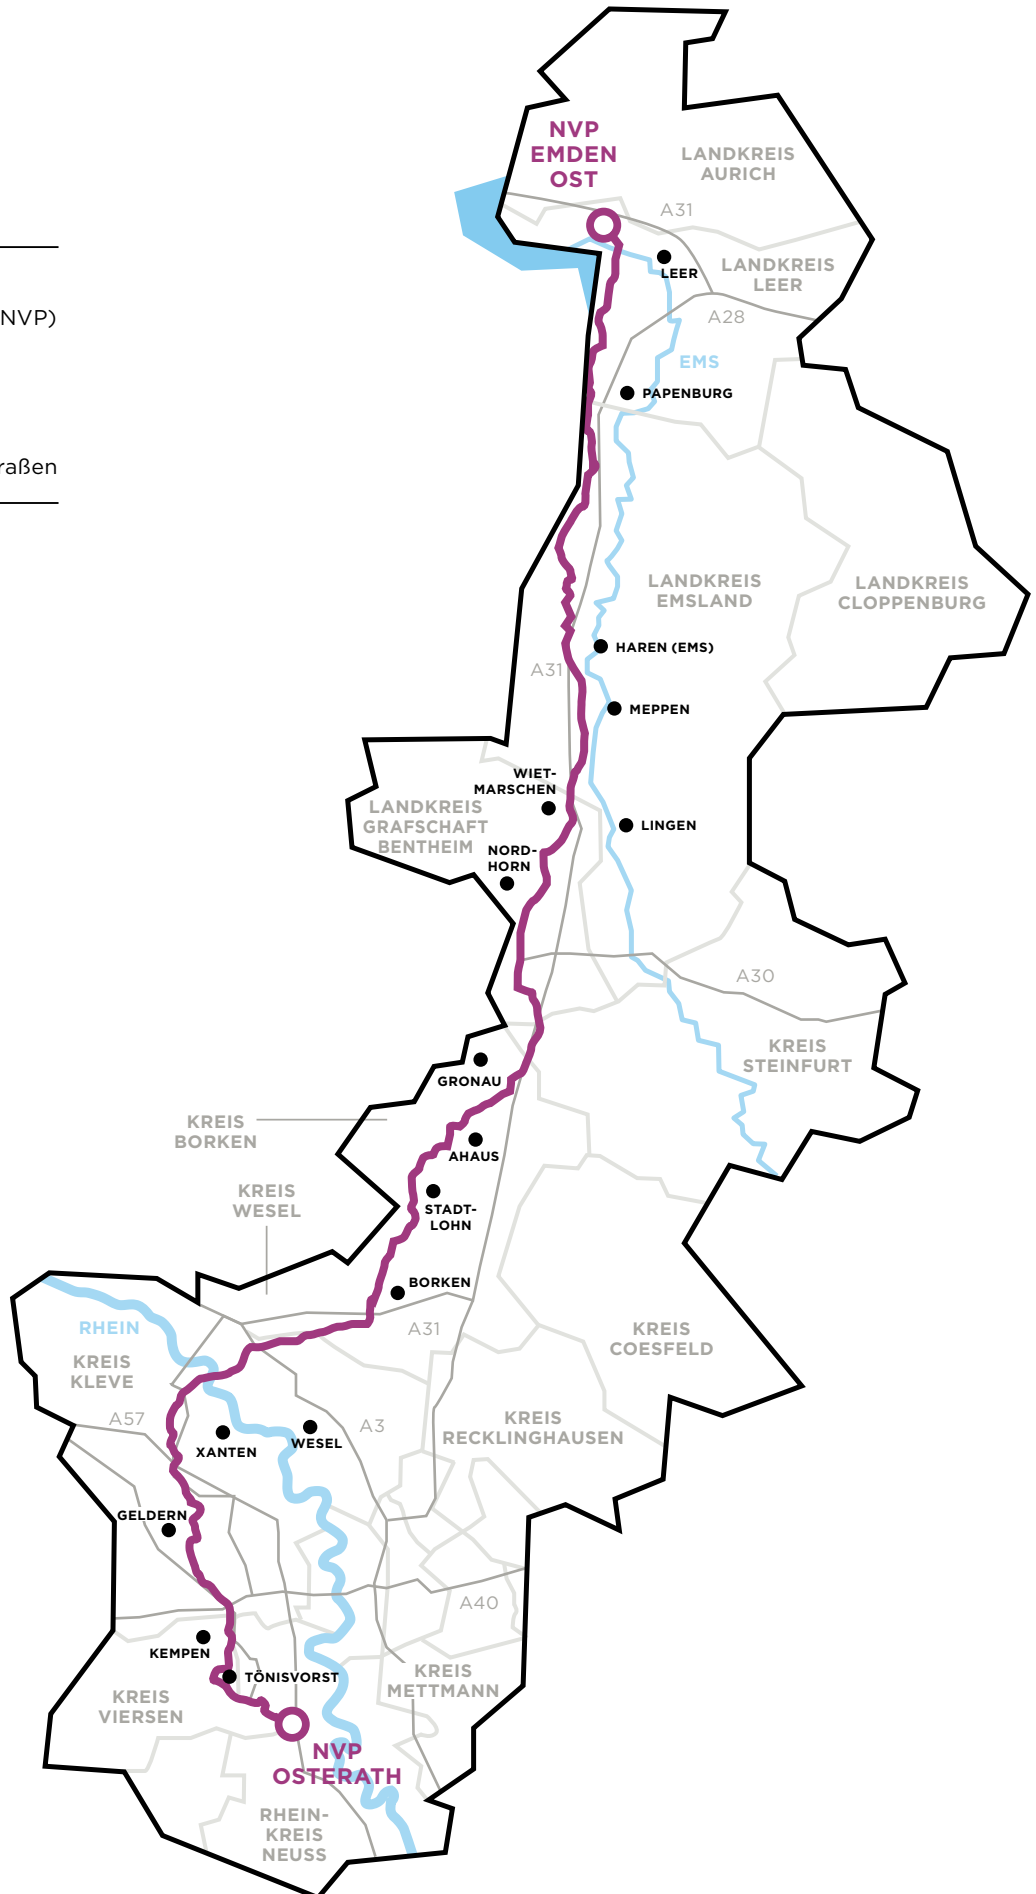 NVP
EMDEN
OST
LANDKREIS
AURICH
A31
LEER
LANDKREIS
LEER
NVP)
A28
EMS
PAPENBURG
raßen
LANDKREIS
EMSLAND
LANDKREIS
CLOPPENBURG
HAREN (EMS)
A31
MEPPEN
WIET-
MARSCHEN
LANDKREIS
GRAFSCHAFT
BENTHEIM
LINGEN
NORD-
HORN
A30
KREIS
STEINFURT
GRONAU
KREIS
BORKEN
AHAUS
KREIS
WESEL
STADT-
LOHN
BORKEN
RHEIN
A31
KREIS
COESFELD
KREIS
KLEVE
A57
A3
KREIS
RECKLINGHAUSEN
XANTEN
WESEL
GELDERN
A40
KEMPEN
TÖNISVORST
KREIS
METTMANN
KREIS
VIERSEN
NVP
OSTERATH
RHEIN-
KREIS
NEUSS